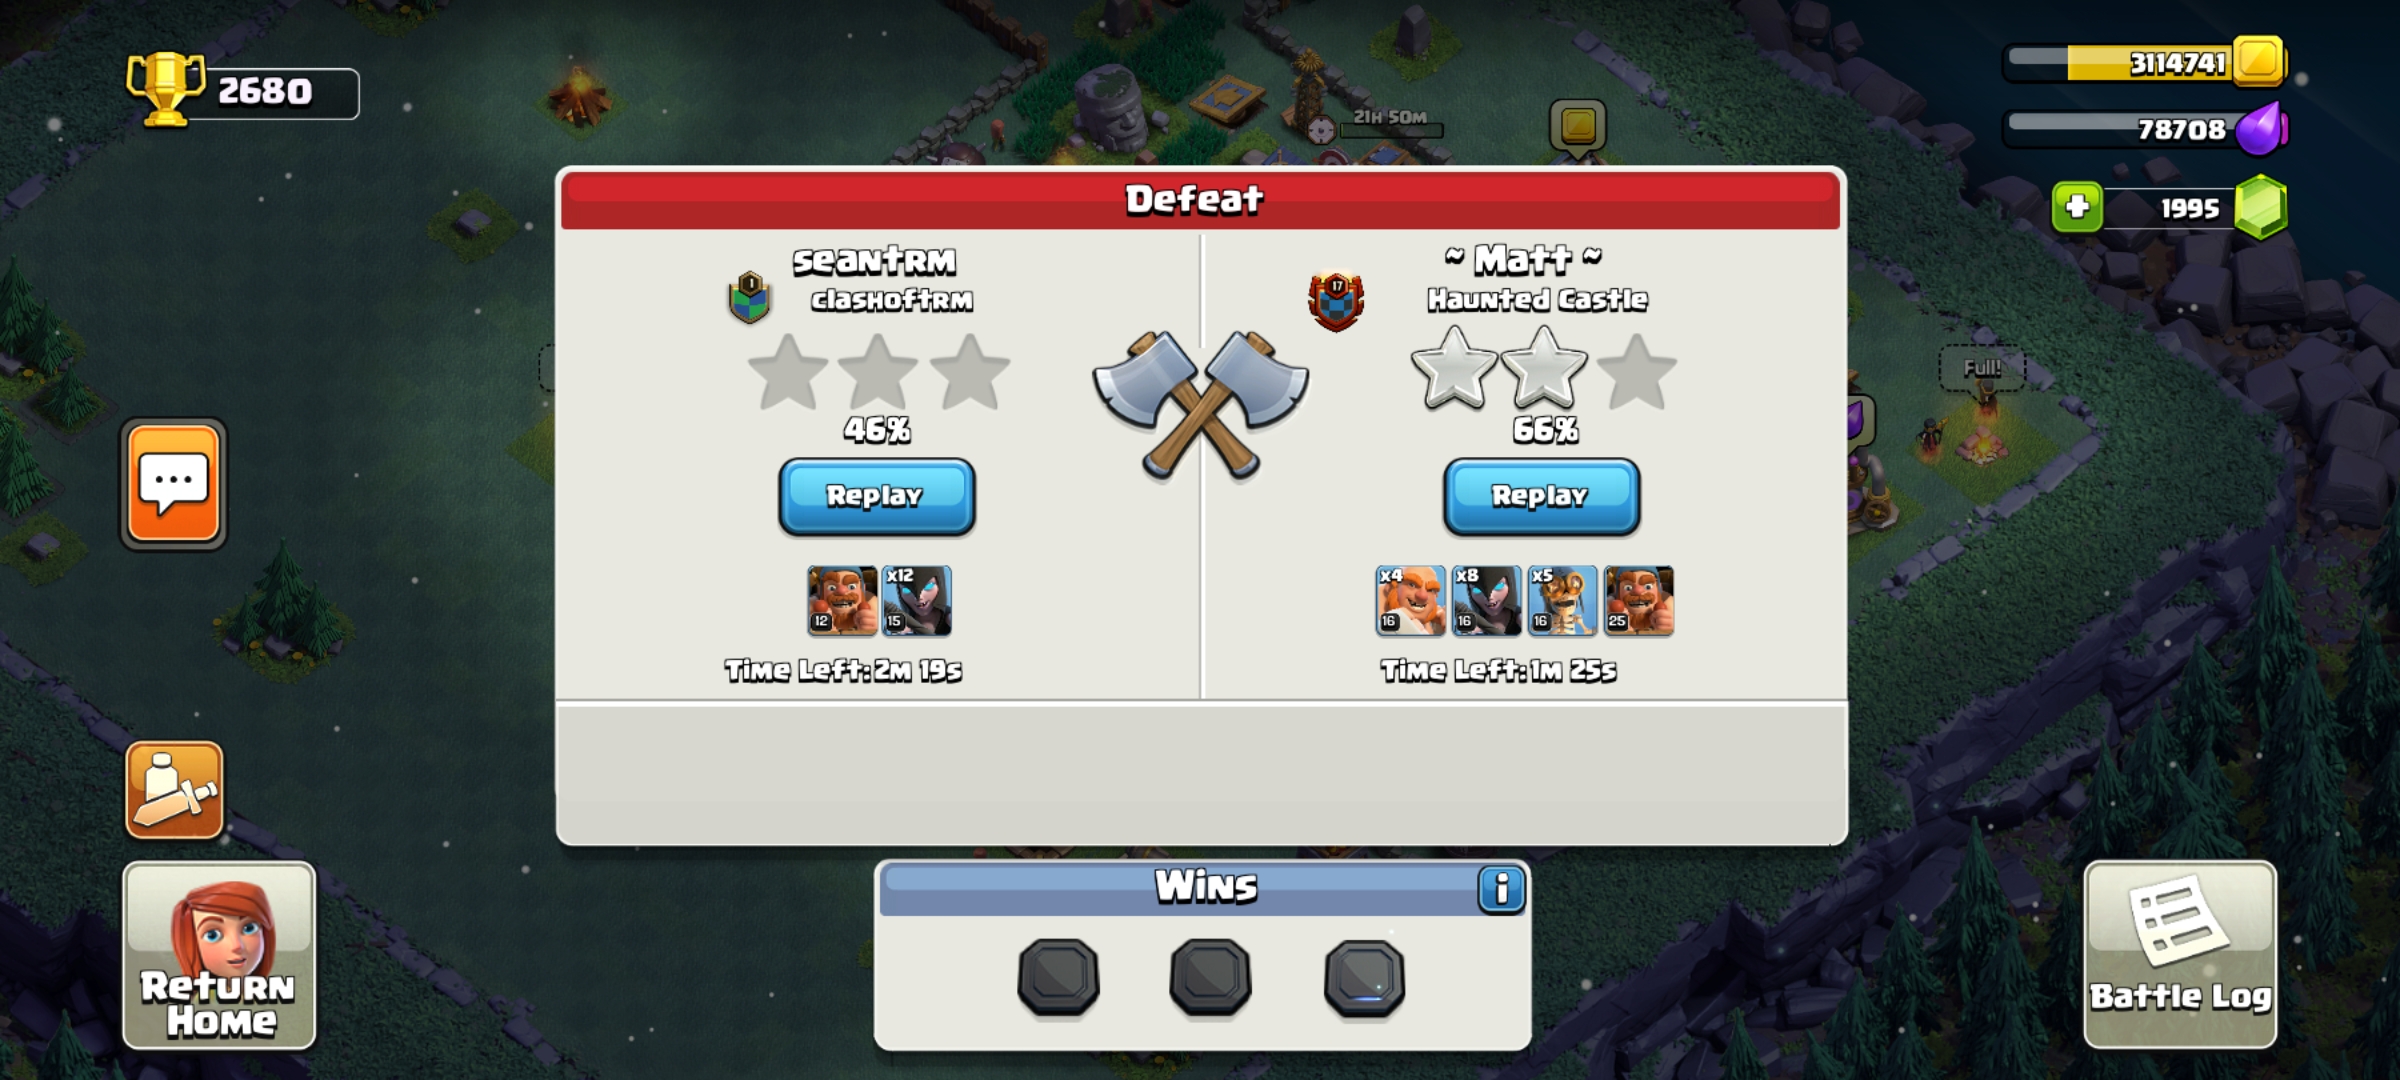 2680
3114741
78708
1995
21H 50M
Defeat
seantrm
clashoftrm
1
46%
Replay
12
x12
15
Time Left: 2m 19s
~ Matt ~
Haunted Castle
17
66%
Replay
x4
16
x8
16
x5
16
25
Time Left: 1m 25s
Full!
Wins
i
Return
Home
Battle Log